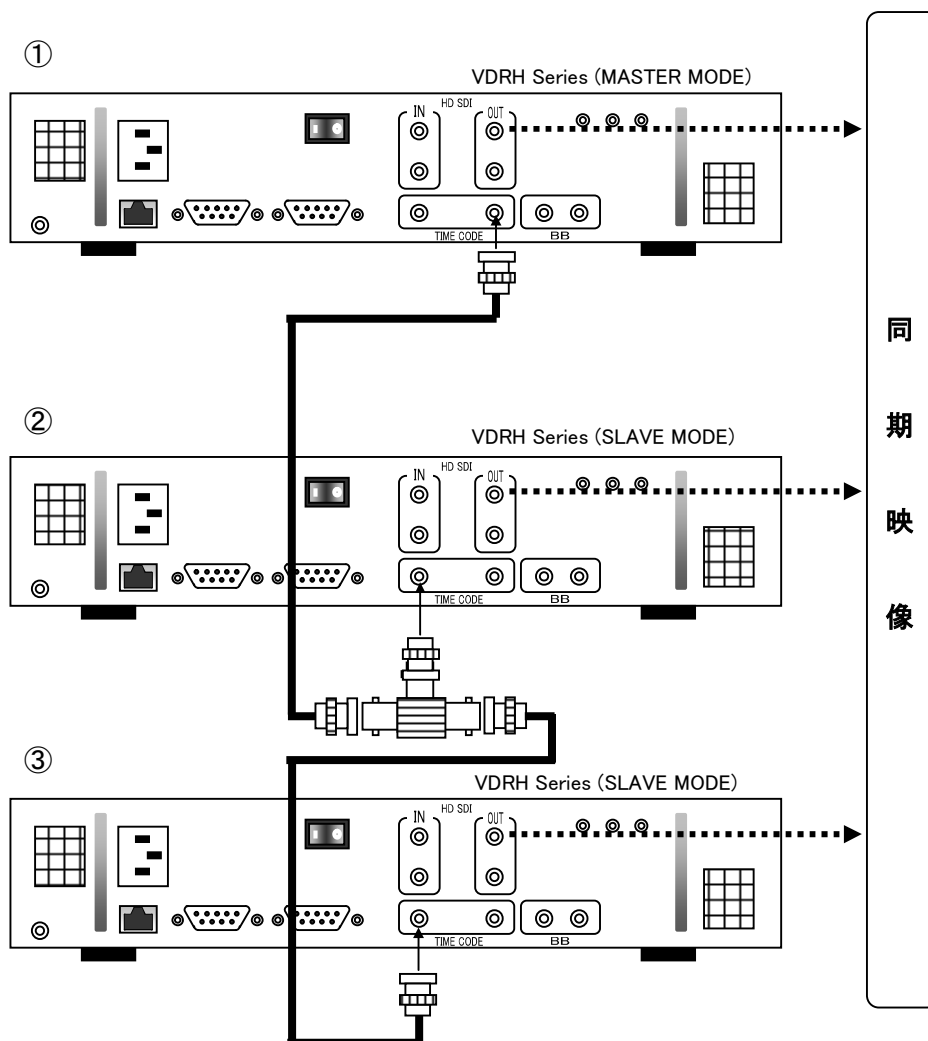 ①
VDRH Series (MASTER MODE)
IN HD SDI OUT
TIME CODE BB
②
VDRH Series (SLAVE MODE)
IN HD SDI OUT
TIME CODE BB
③
VDRH Series (SLAVE MODE)
IN HD SDI OUT
TIME CODE BB
同期映像